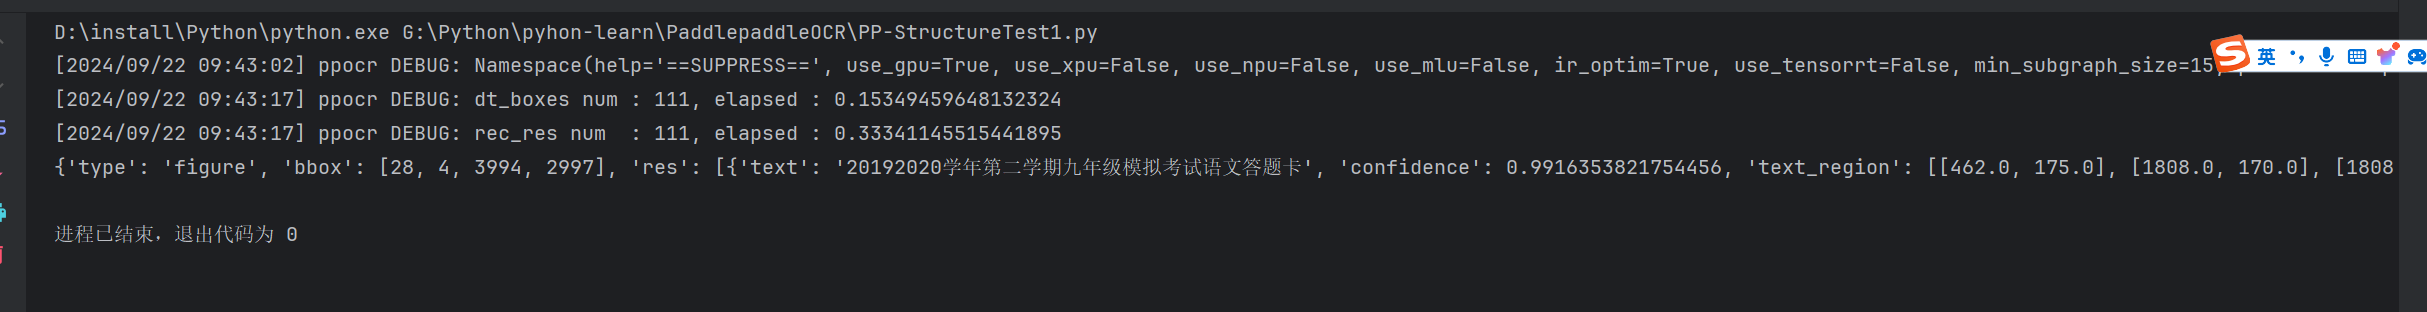 D:\install\Python\python.exe G:\Python\pyhon-learn\PaddlepaddleOCR\PP-StructureTest1.py
[2024/09/22 09:43:02] ppocr DEBUG: Namespace(help='==SUPPRESS==', use_gpu=True, use_xpu=False, use_npu=False, use_mlu=False, ir_optim=True, use_tensorrt=False, min_subgraph_size=15,
英
[2024/09/22 09:43:17] ppocr DEBUG: dt_boxes num : 111, elapsed : 0.15349459648132324
[2024/09/22 09:43:17] ppocr DEBUG: rec_res num  : 111, elapsed : 0.33341145515441895
{'type': 'figure', 'bbox': [28, 4, 3994, 2997], 'res': [{'text': '20192020学年第二学期九年级模拟考试语文答题卡', 'confidence': 0.9916353821754456, 'text_region': [[462.0, 175.0], [1808.0, 170.0], [1808
进程已结束，退出代码为 0